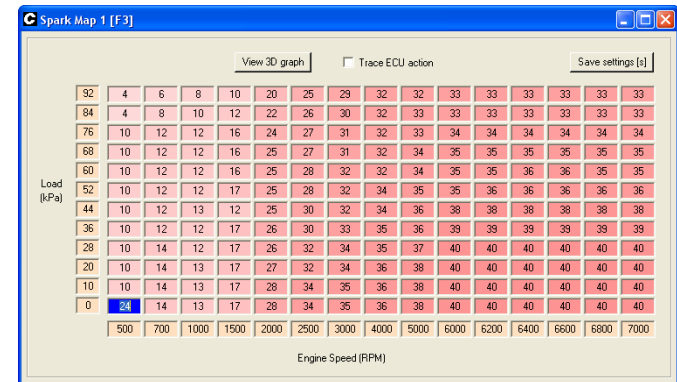 Spark Map 1 [F3]
View 3D graph Trace ECU action Save settings [s]
92 4 6 8 10 20 25 29 32 32 33 33 33 33 33 33
84 4 8 10 12 22 26 30 32 33 33 33 33 33 33 33
76 10 12 12 16 24 27 31 32 33 34 34 34 34 34 34
68 10 12 12 16 25 27 31 32 34 35 35 35 35 35 35
60 10 12 12 16 25 28 32 32 34 35 35 36 36 35 35
Load
(kPa)
52 10 12 12 17 25 28 32 34 35 35 36 36 36 36 36
44 10 12 13 12 25 30 32 34 36 38 38 38 38 38 38
36 10 12 12 17 26 30 33 35 36 39 39 39 39 39 39
28 10 14 12 17 26 32 34 35 37 40 40 40 40 40 40
20 10 14 13 17 27 32 34 36 38 40 40 40 40 40 40
10 10 14 13 17 28 34 35 36 38 40 40 40 40 40 40
0 24 14 13 17 28 34 35 36 38 40 40 40 40 40 40
500 700 1000 1500 2000 2500 3000 4000 5000 6000 6200 6400 6600 6800 7000
Engine Speed (RPM)